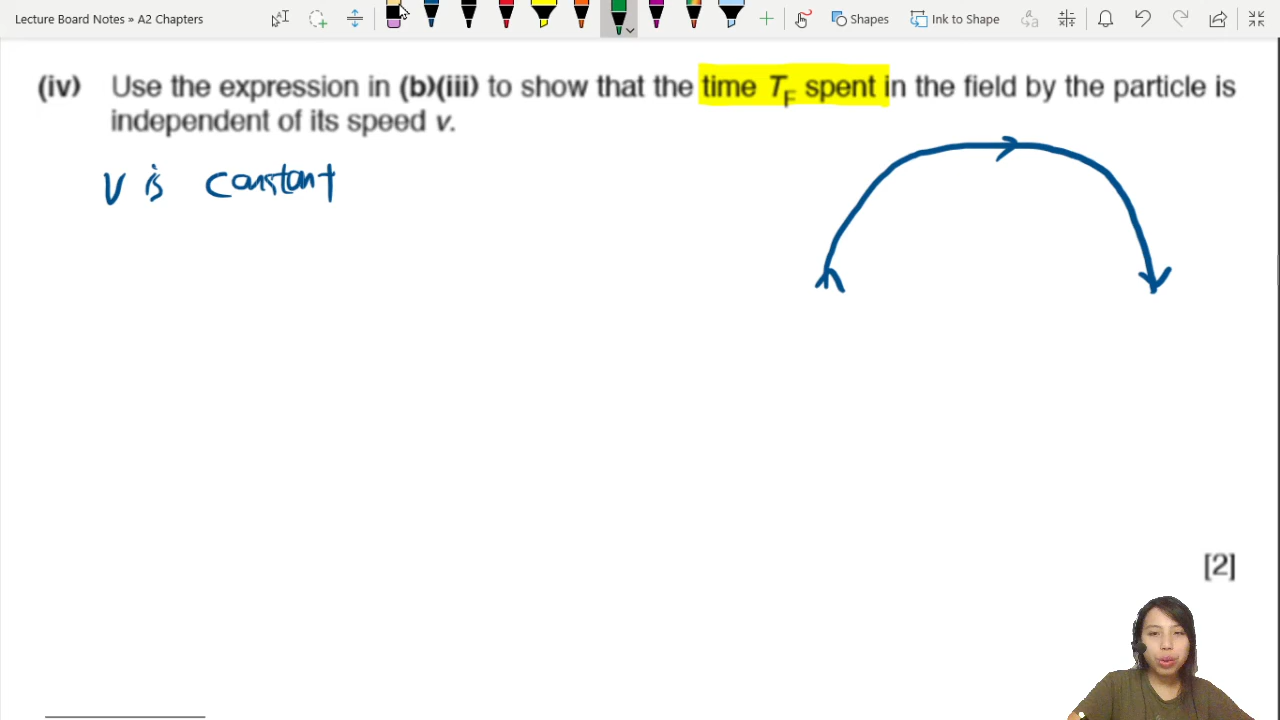 Lecture Board Notes » A2 Chapters
Shapes
Ink to Shape
(iv) Use the expression in (b)(iii) to show that the time TF spent in the field by the particle is
independent of its speed v.
v is constant
[2]